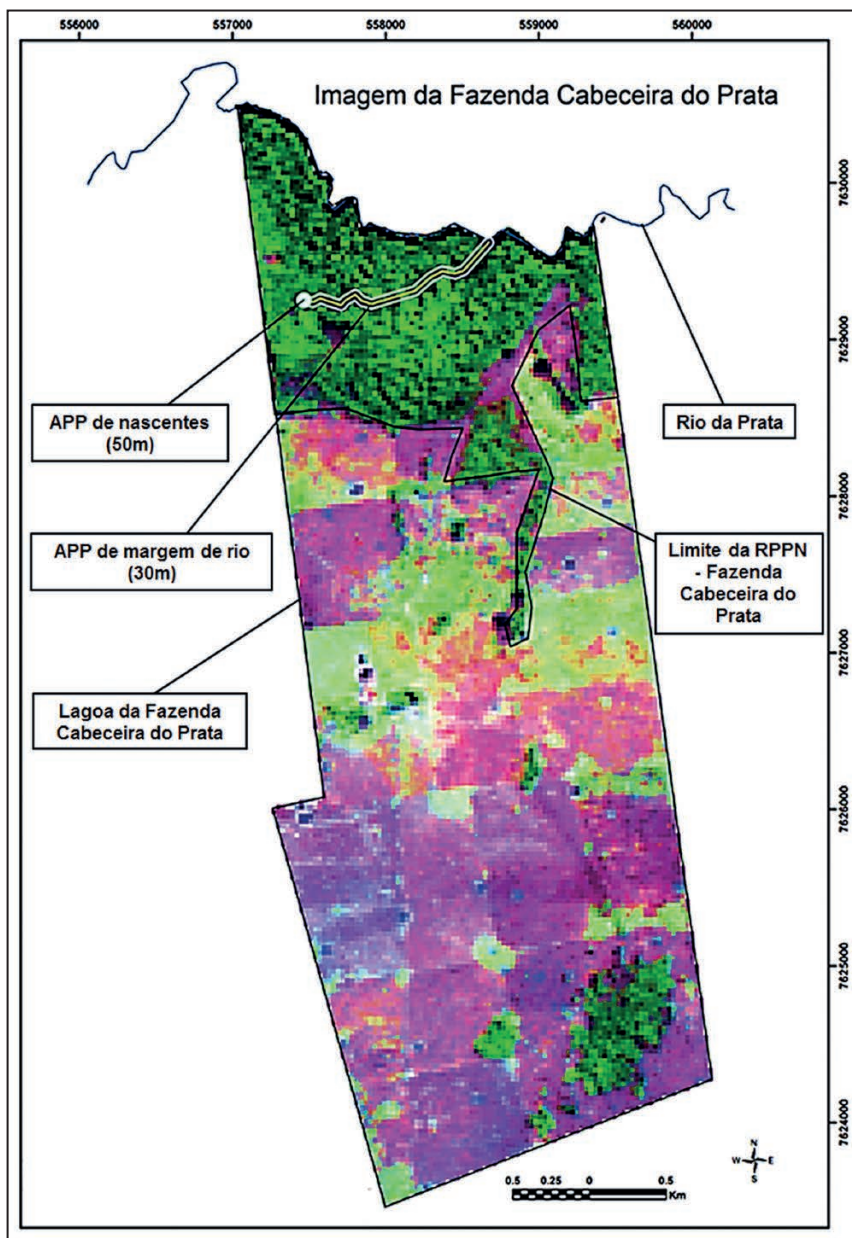 556000 557000 558000 559000 560000
Imagem da Fazenda Cabeceira do Prata
7630000
7629000
APP de nascentes
(50m)
Rio da Prata
7628000
APP de margem de rio
(30m)
Limite da RPPN
- Fazenda
Cabeceira do
Prata
7627000
Lagoa da Fazenda
Cabeceira do Prata
7626000
7625000
7624000
N
W E
S
0.5 0.25 0 0.5
Km